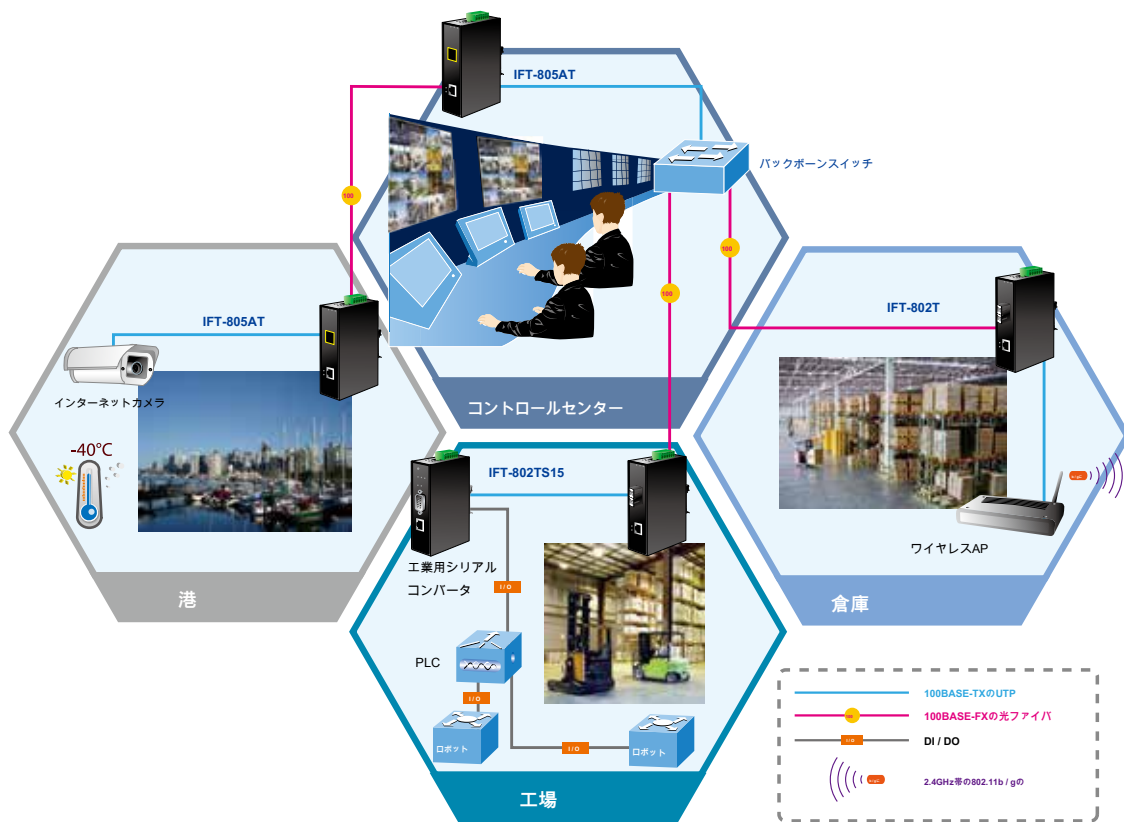 IFT-805AT
バックボーンスイッチ
100
100
100
コントロールセンター
IFT-805AT
インターネットカメラ
-40°C
港
IFT-802T
ワイヤレスAP
倉庫
IFT-802TS15
工業用シリアル
コンバータ
I / O
PLC
I / O
ロボット
I / O
ロボット
工場
100BASE-TXのUTP
100
100BASE-FXの光ファイバ
I / O
DI / DO
2.4GHz帯の802.11b / gの